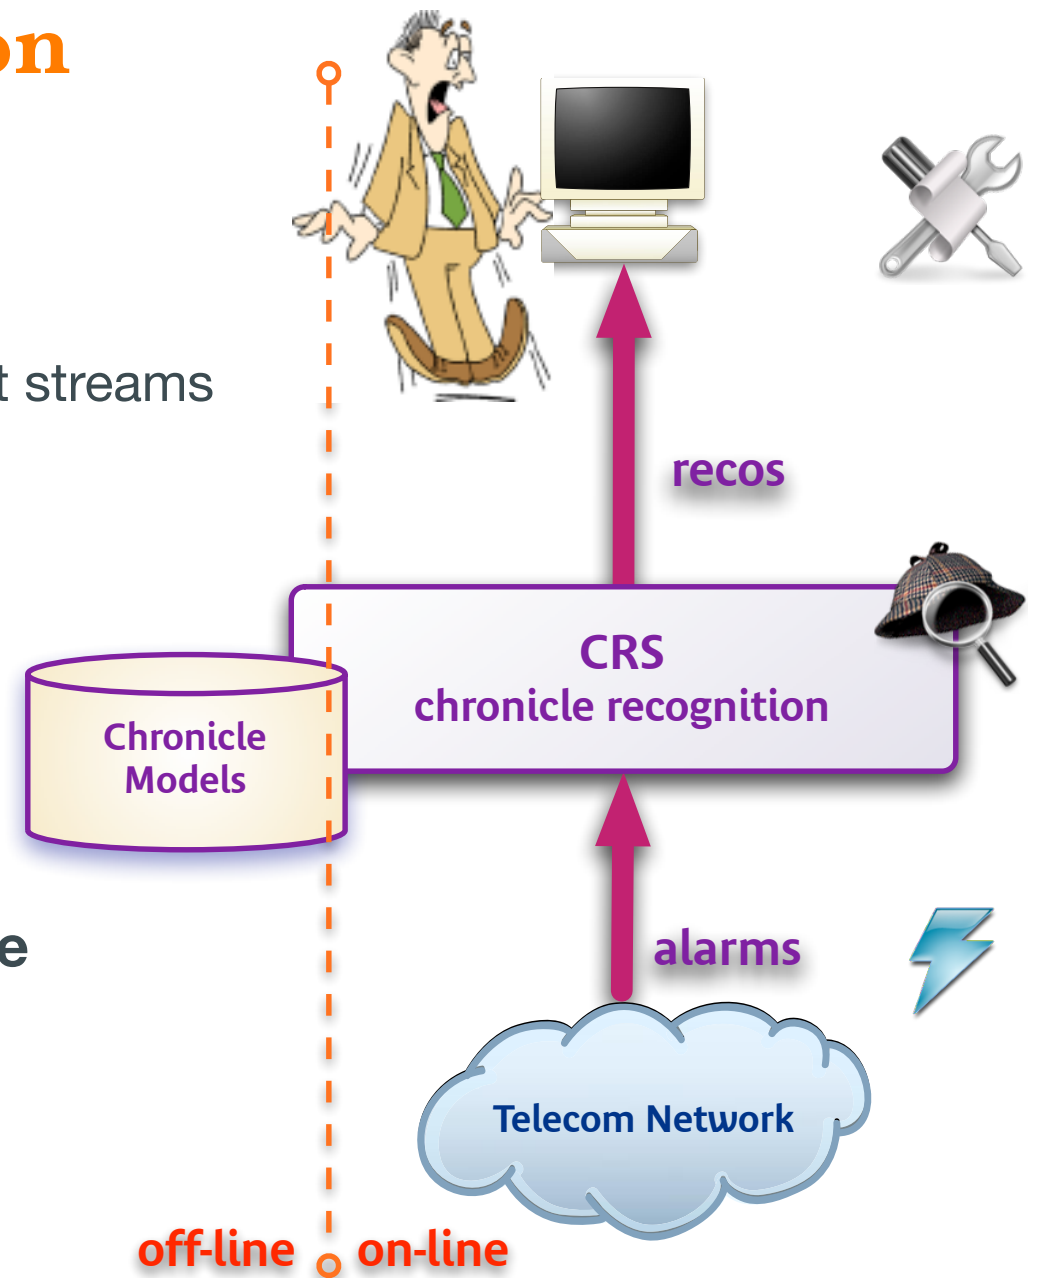 on
t streams
recos
CRS
chronicle recognition
Chronicle
Models
e
alarms
Telecom Network
off-line on-line